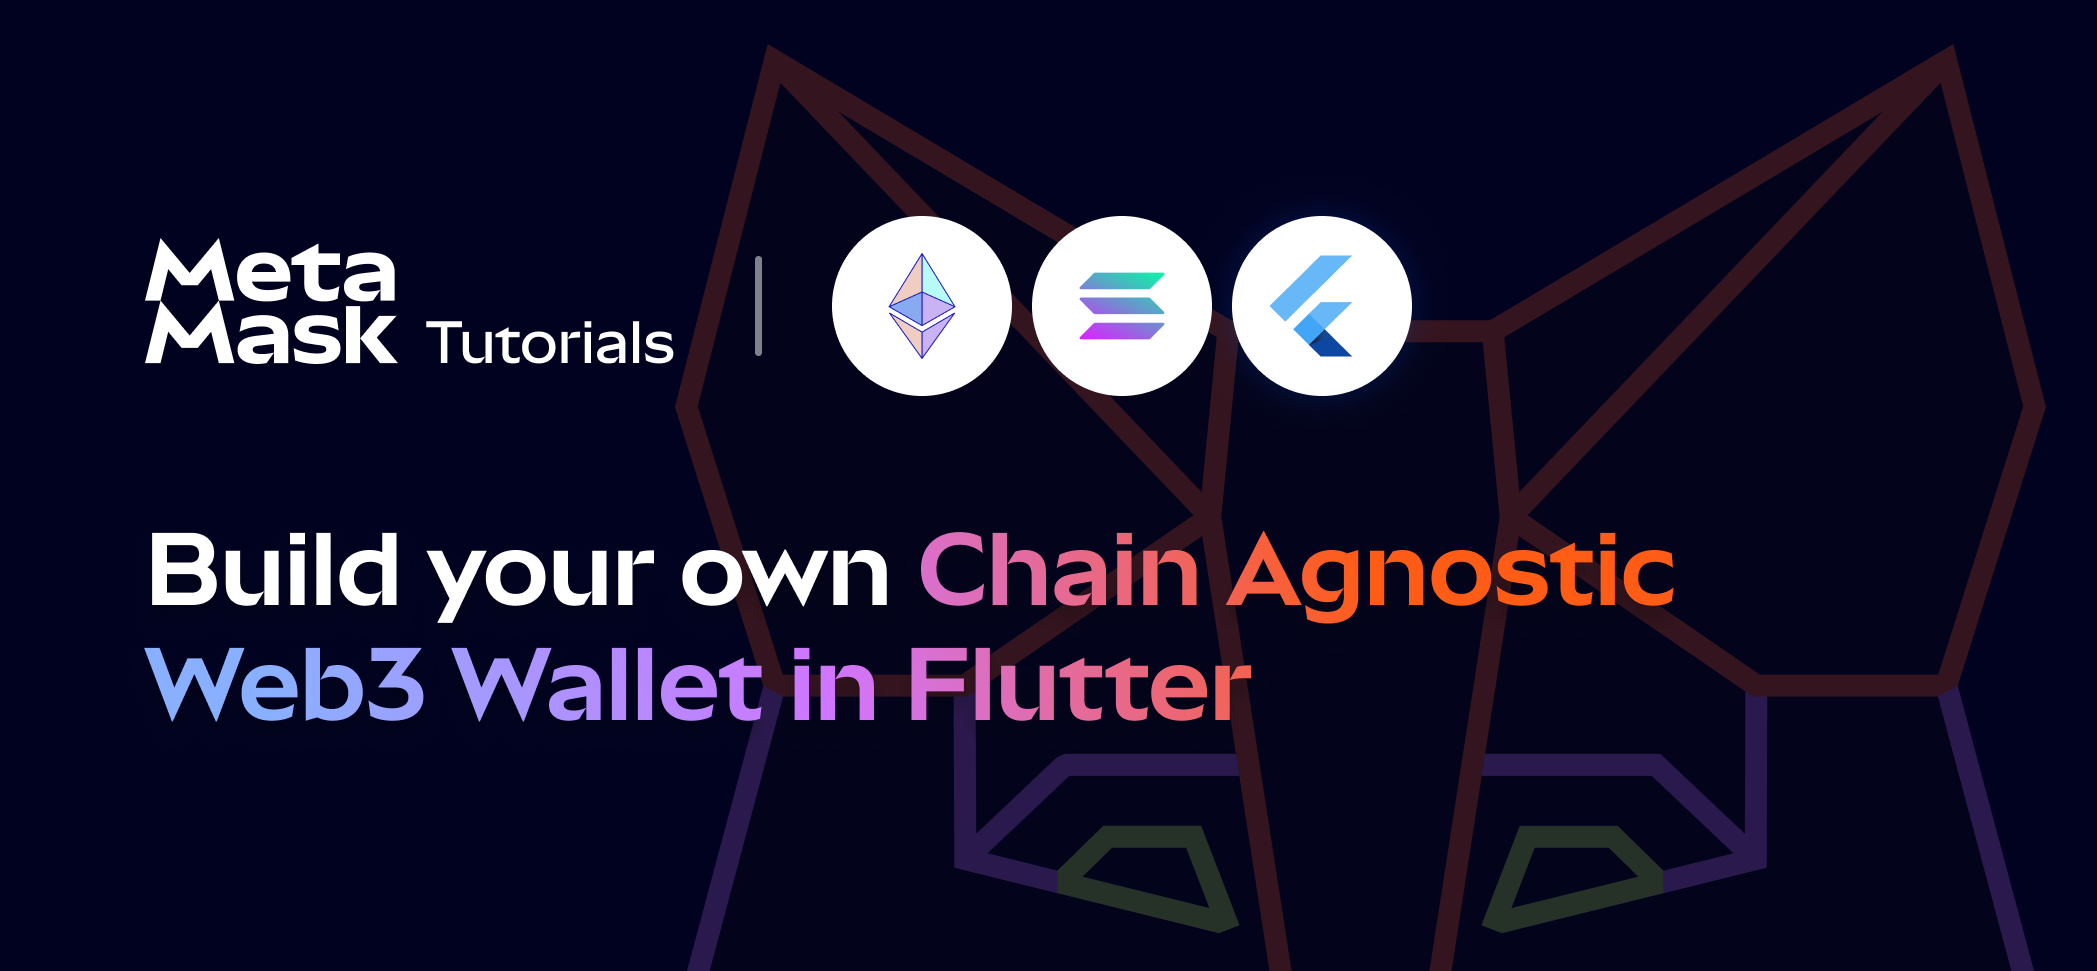 Meta
Mask Tutorials
Build your own Chain Agnostic
Web3 Wallet in Flutter